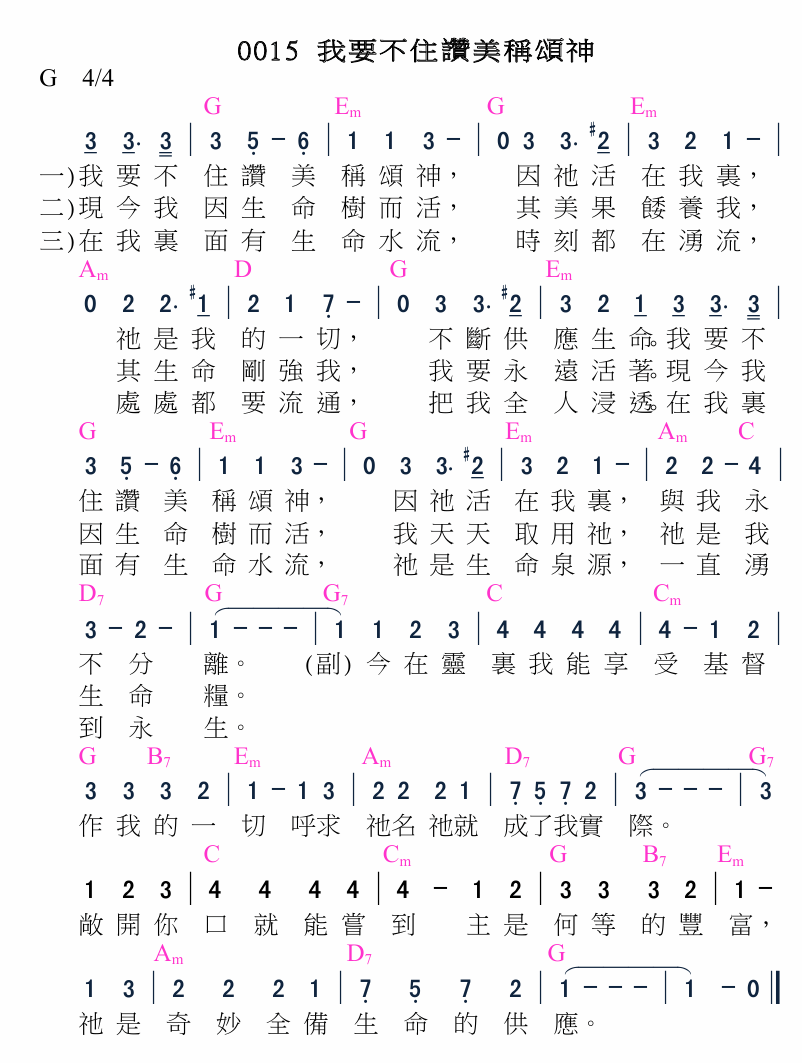 0015 我要不住讚美稱頌神
G 4/4
G Em G Em
3 3. 3 | 3 5 - 6 | 1 1 3 - | 0 3 3. #2 | 3 2 1 - |
一)我要不住讚美稱頌神，因祂活在我裏，
二)現今我因生命樹而活，其美果餧養我，
三)在我裏面有生命水流，時刻都在湧流，
Am D G Em
0 2 2. #1 | 2 1 7 - | 0 3 3. #2 | 3 2 1 3 3. 3
祂是我的一切，不斷供應生命。我要不
其生命剛強我，我要永遠活著。現今我
處處都要流通，把我全人浸透。在我裏
G Em G Em Am C
3 5 - 6 | 1 1 3 - | 0 3 3. #2 | 3 2 1 - | 2 2 - 4 |
住讚美稱頌神，因祂活在我裏，與我永
因生命樹而活，我天天取用祂，祂是我
面有生命水流，祂是生命泉源，一直湧
D7 G G7 C Cm
3 - 2 - | 1 - - - | 1 1 2 3 | 4 4 4 4 | 4 - 1 2 |
不分離。(副)今在靈裏我能享受基督
生命糧。
到永生。
G B7 Em Am D7 G G7
3 3 3 2 | 1 - 1 3 | 2 2 2 1 | 7 5 7 2 | 3 - - - | 3
作我的一切呼求祂名祂就成了我實際。
C Cm G B7 Em
1 2 3 | 4 4 4 4 | 4 - 1 2 | 3 3 3 2 | 1 -
敞開你口就能嘗到主是何等的豐富，
Am D7 G
1 3 | 2 2 2 1 | 7 5 7 2 | 1 - - - | 1 - 0 ||
祂是奇妙全備生命的供應。